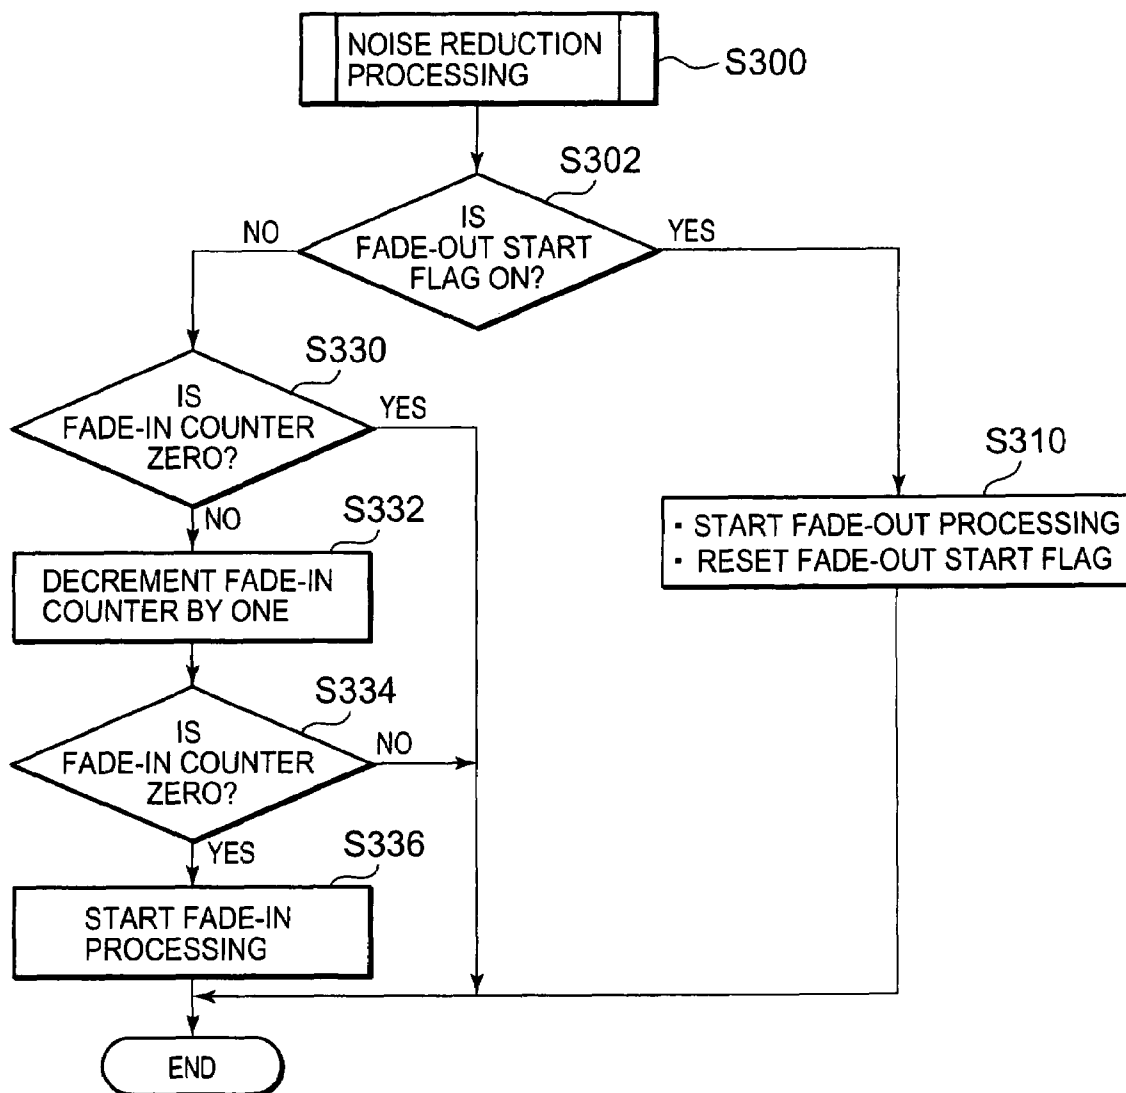 NOISE REDUCTION
PROCESSING
S300
S302
IS
FADE-OUT START
FLAG ON?
NO
YES
S330
IS
FADE-IN COUNTER
ZERO?
YES
NO
S310
· START FADE-OUT PROCESSING
· RESET FADE-OUT START FLAG
S332
DECREMENT FADE-IN
COUNTER BY ONE
S334
IS
FADE-IN COUNTER
ZERO?
NO
YES
S336
START FADE-IN
PROCESSING
END